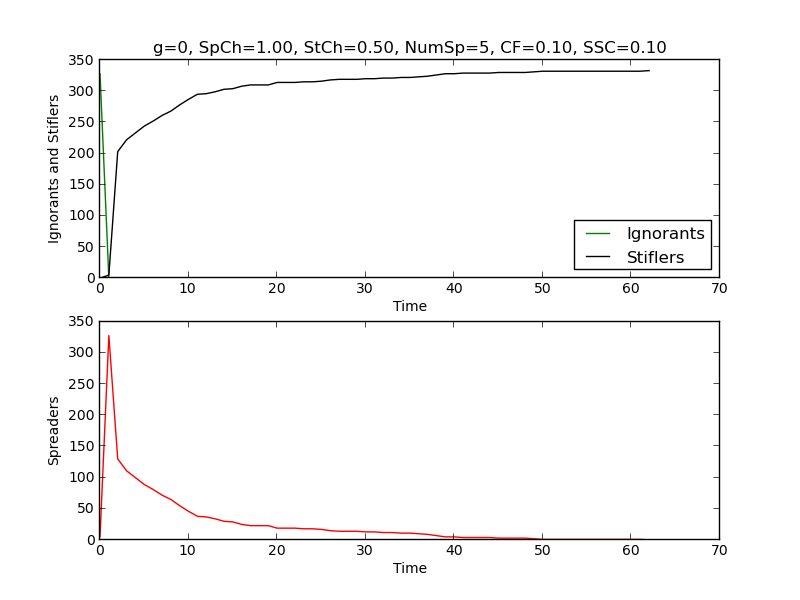 g=0, SpCh=1.00, StCh=0.50, NumSp=5, CF=0.10, SSC=0.10
350
300
250
200
150
100
50
0
Ignorants and Stiflers
Ignorants
Stiflers
0 10 20 30 40 50 60 70
Time
350
300
250
200
150
100
50
0
Spreaders
0 10 20 30 40 50 60 70
Time